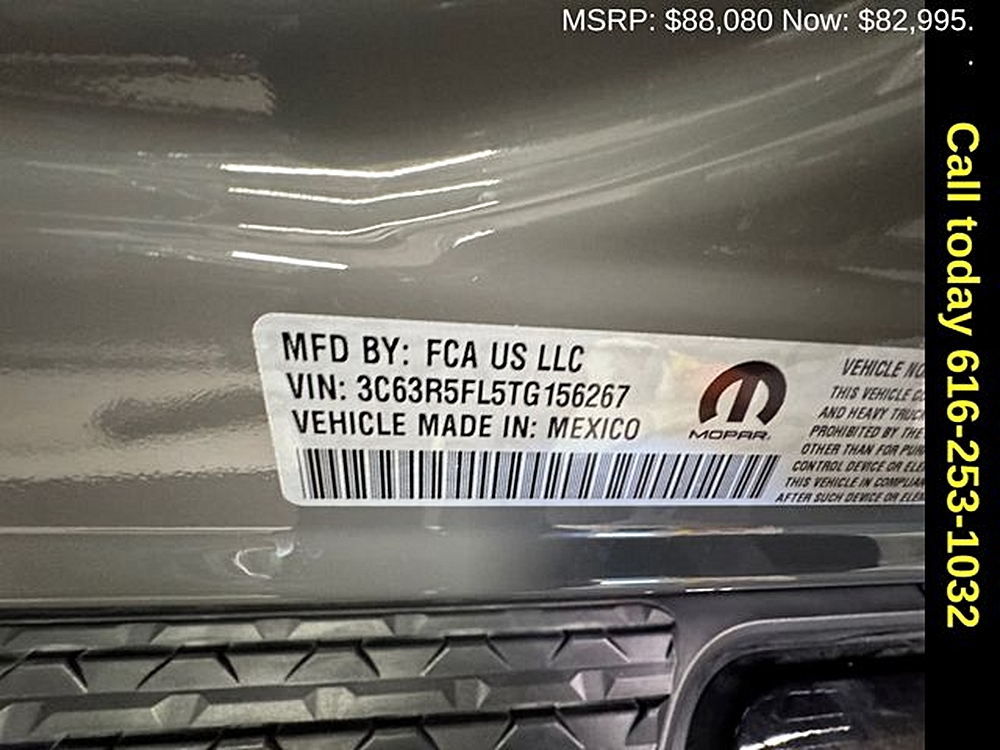 MSRP: $88,080 Now: $82,995.
.
Call today 616-253-1032
MFD BY: FCA US LLC
VIN: 3C63R5FL5TG156267
VEHICLE MADE IN: MEXICO
MOPAR
VEHICLE
THIS VEHICLE
AND HEAVY
PROHIBITED BY THE
OTHER THAN FOR
CONTROL DEVICE OR
THIS VEHICLE IN
AFTER SUCH DEVICE OR